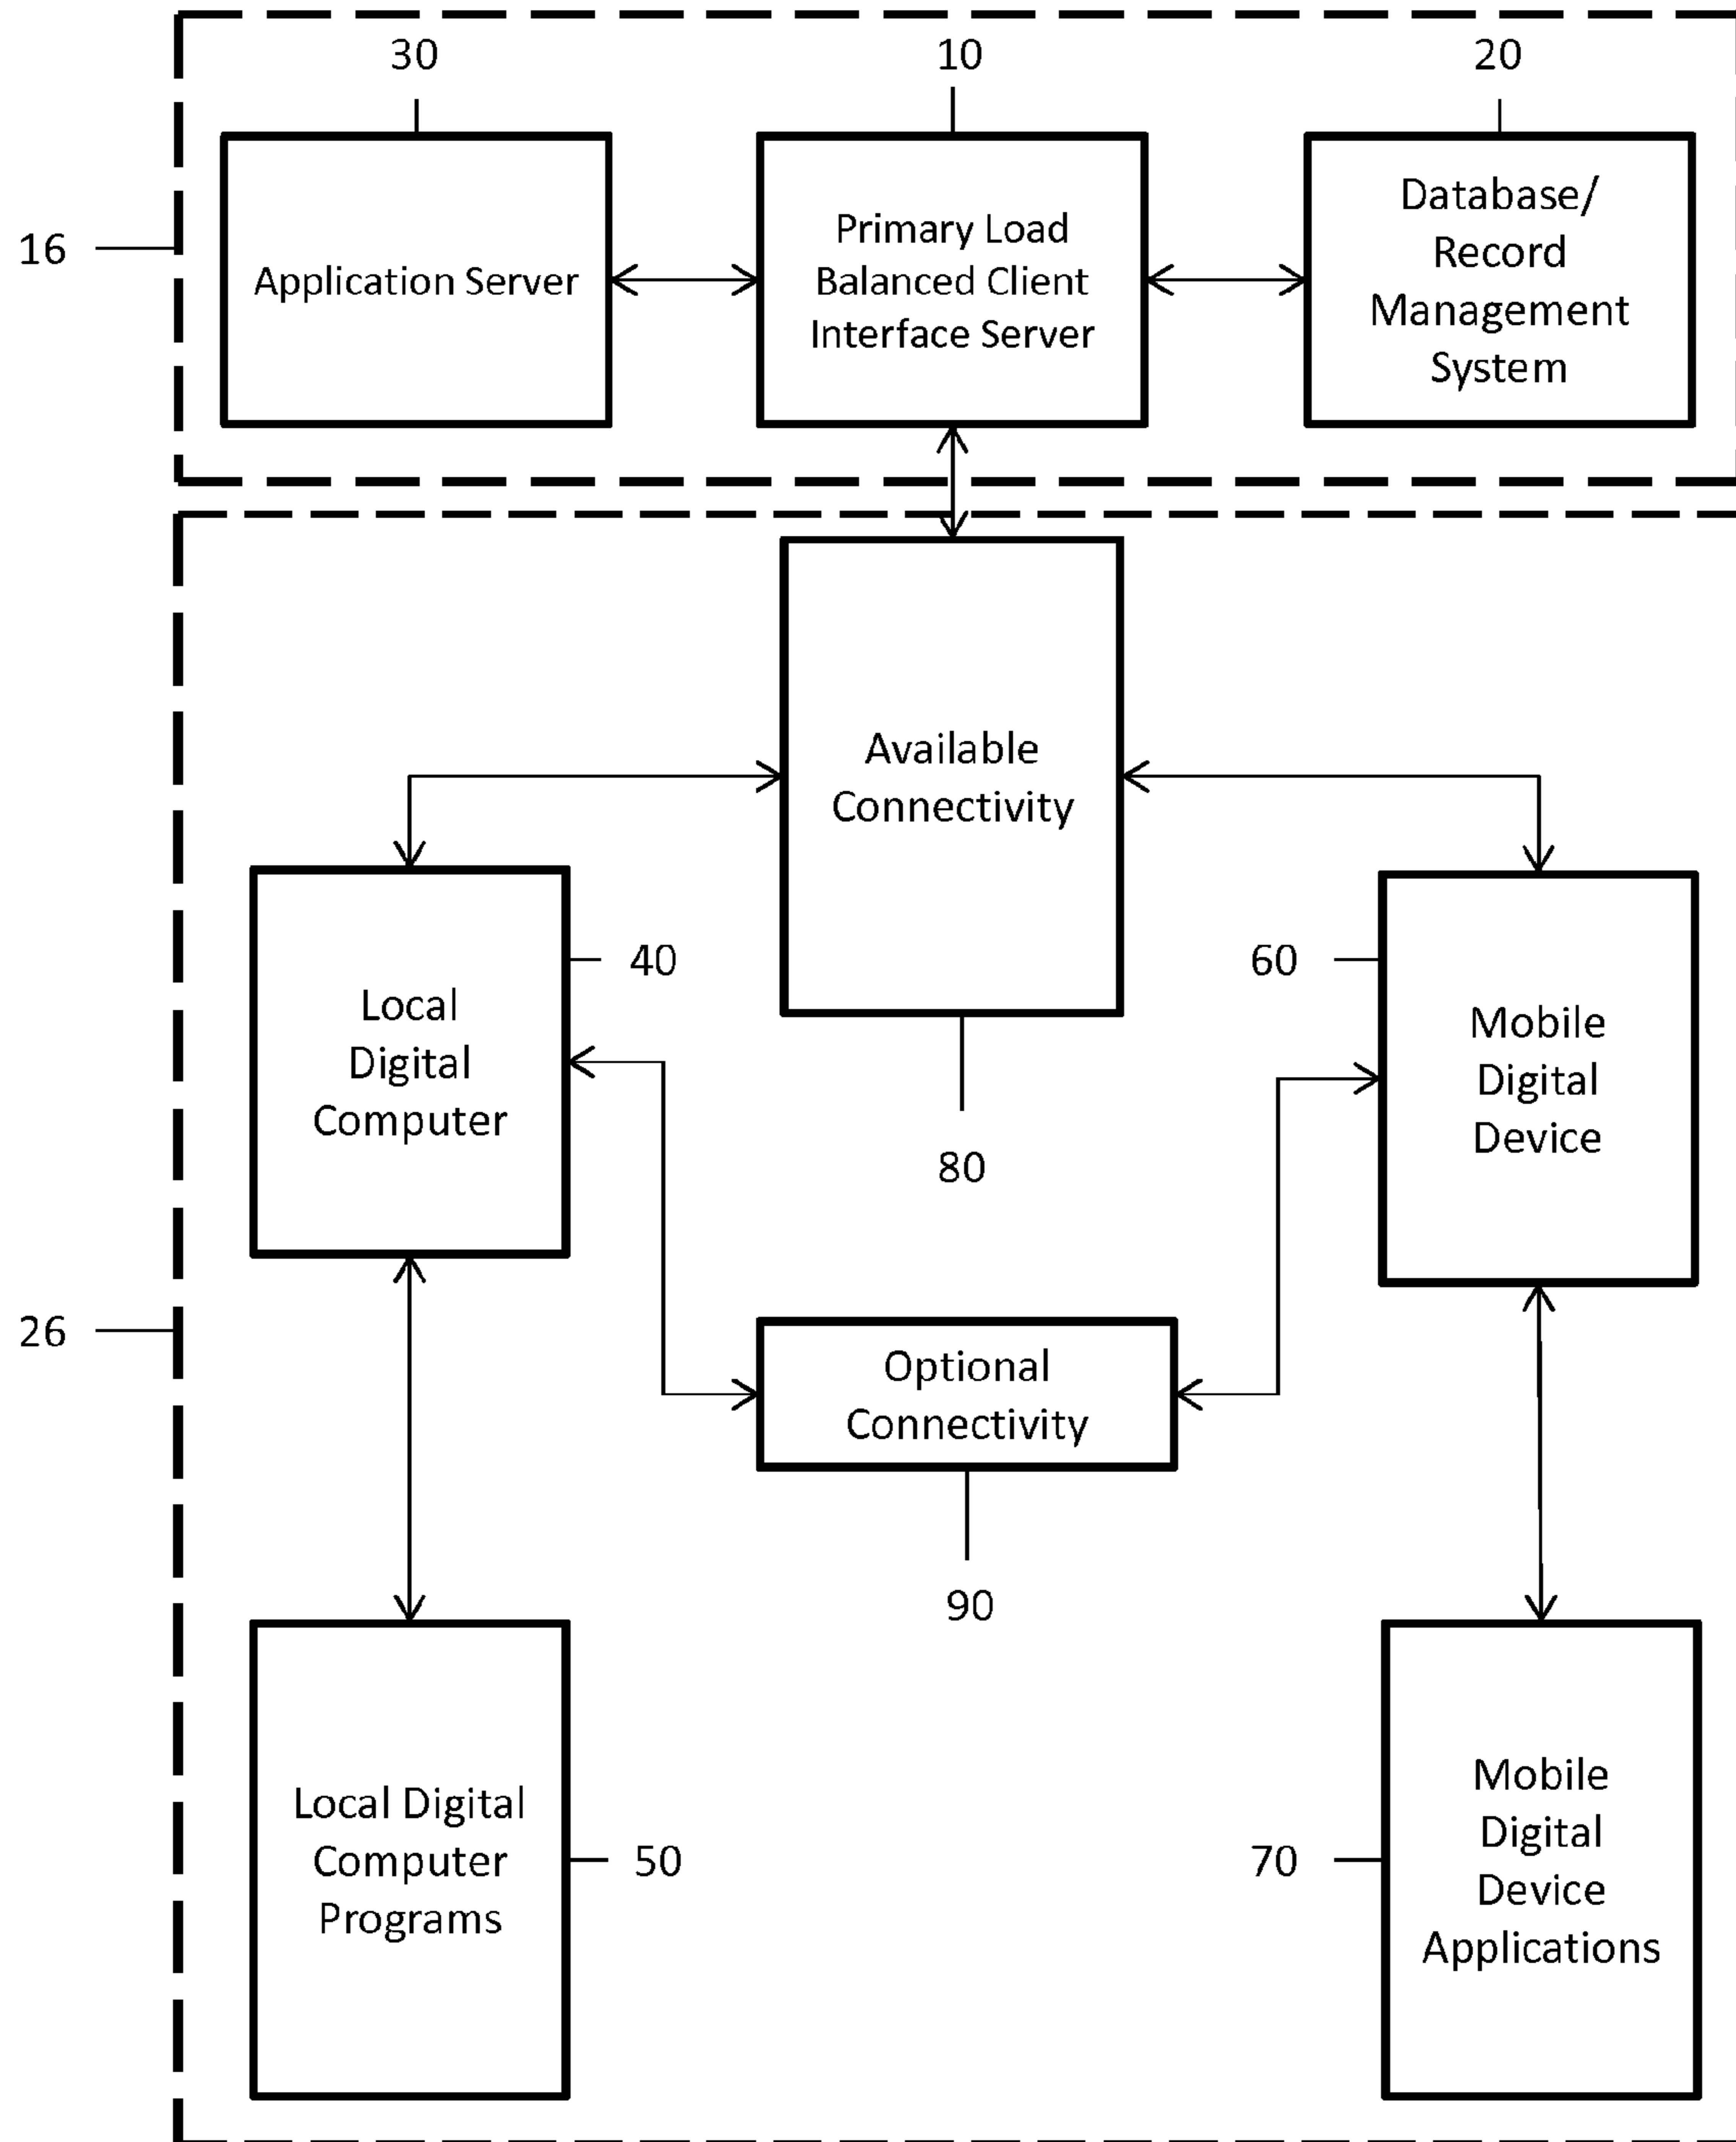 30
10
20
16
Application Server
Primary Load
Balanced Client
Interface Server
Database/
Record
Management
System
Available
Connectivity
80
40
Local
Digital
Computer
60
Mobile
Digital
Device
26
Optional
Connectivity
90
Local Digital
Computer
Programs
50
70
Mobile
Digital
Device
Applications